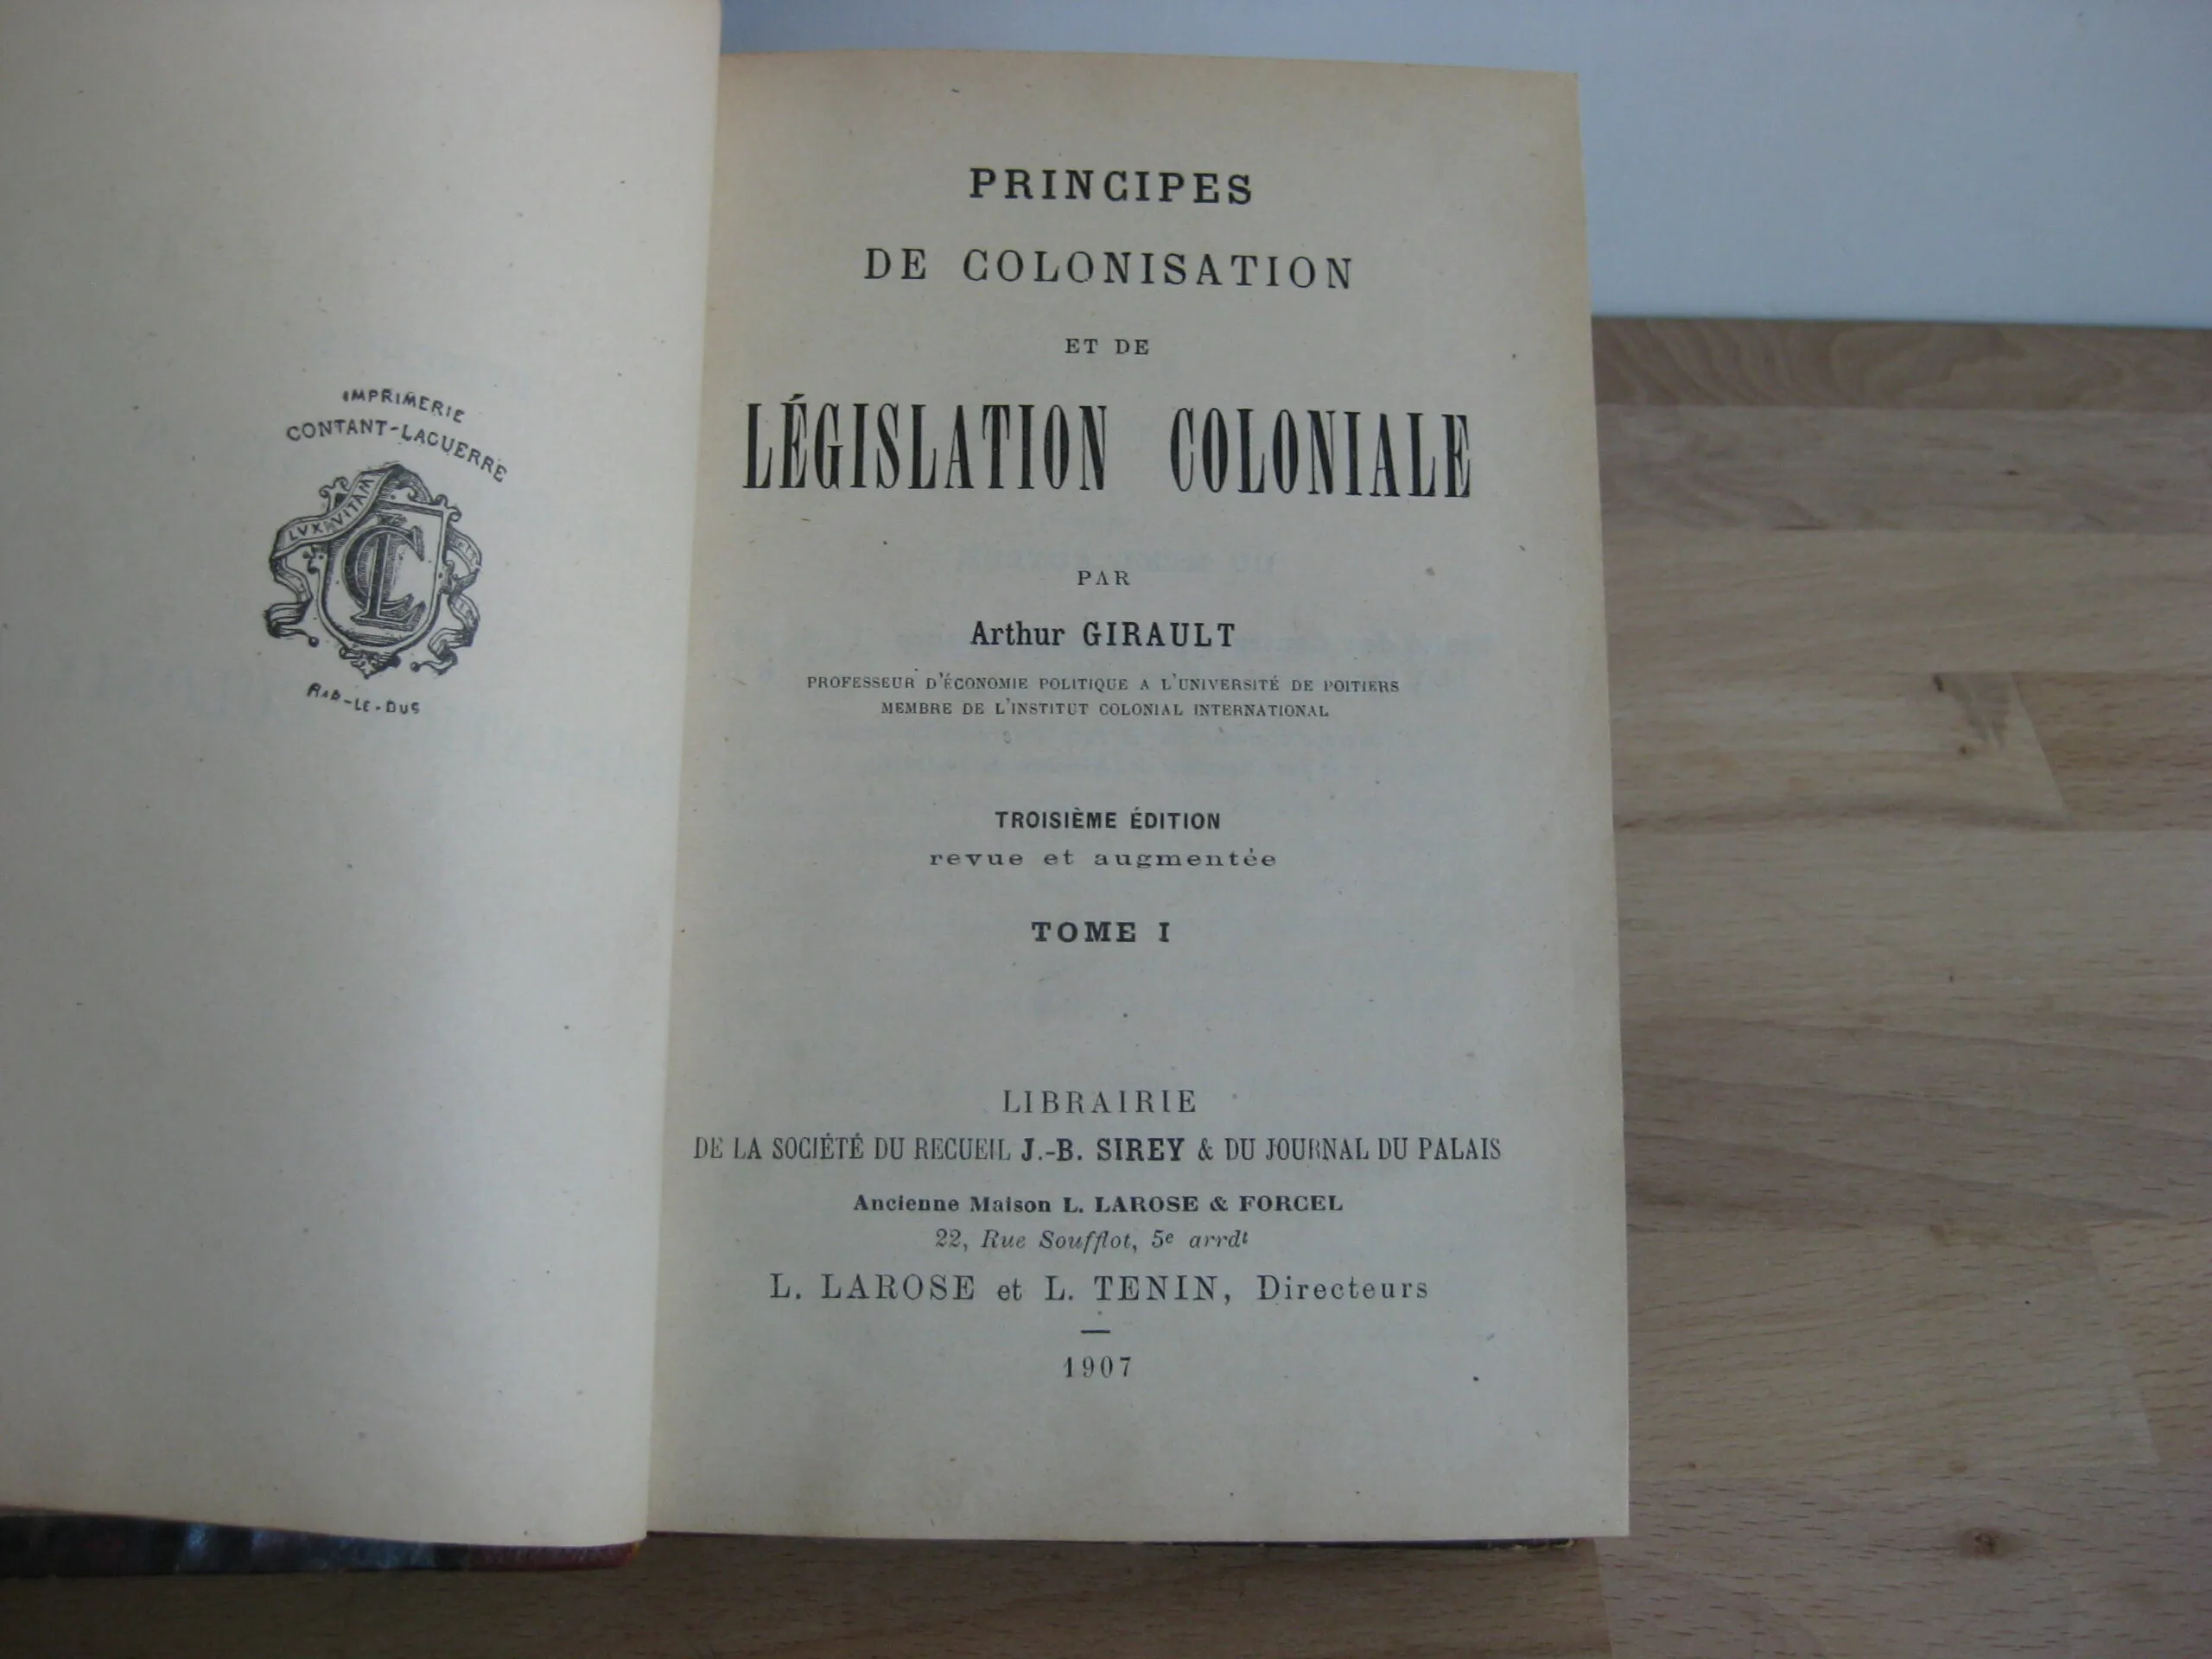 IMPRIMERIE
CONTANT-LAGUERRE
LVX VITAM
CL
BAR-LE-DUC
PRINCIPES
DE COLONISATION
ET DE
LÉGISLATION COLONIALE
PAR
Arthur GIRAULT
PROFESSEUR D'ÉCONOMIE POLITIQUE A L'UNIVERSITÉ DE POITIERS
MEMBRE DE L'INSTITUT COLONIAL INTERNATIONAL
TROISIÈME ÉDITION
revue et augmentée
TOME I
LIBRAIRIE
DE LA SOCIÉTÉ DU RECUEIL J.-B. SIREY & DU JOURNAL DU PALAIS
Ancienne Maison L. LAROSE & FORCEL
22, Rue Soufflot, 5e arrdt
L. LAROSE et L. TENIN, Directeurs
1907